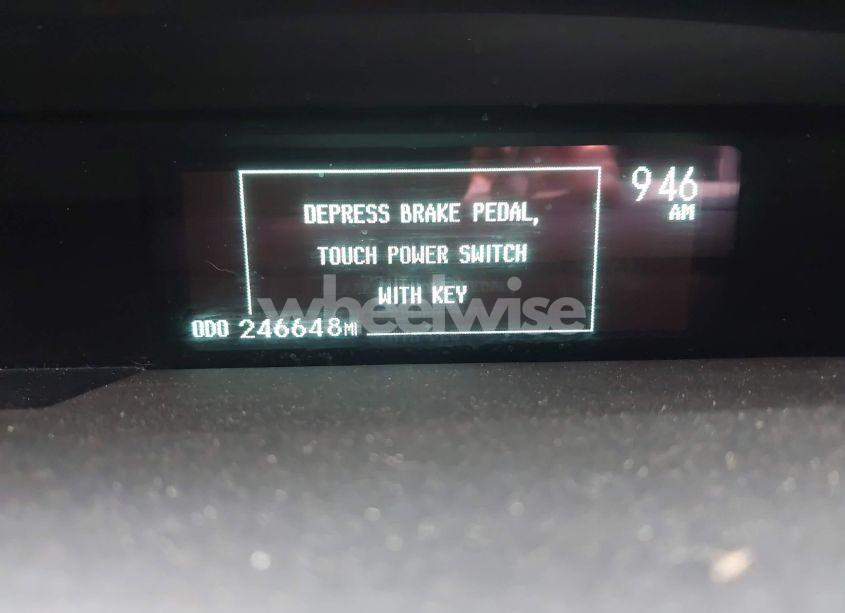 9 46
AM
DEPRESS BRAKE PEDAL,
TOUCH POWER SWITCH
WITH KEY
wheelwise
ODO 246648 MI